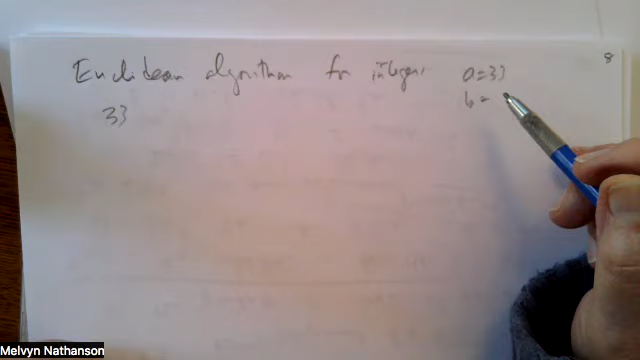 Euclidean algorithm for integers a=33
33 b=
8
Melvyn Nathanson